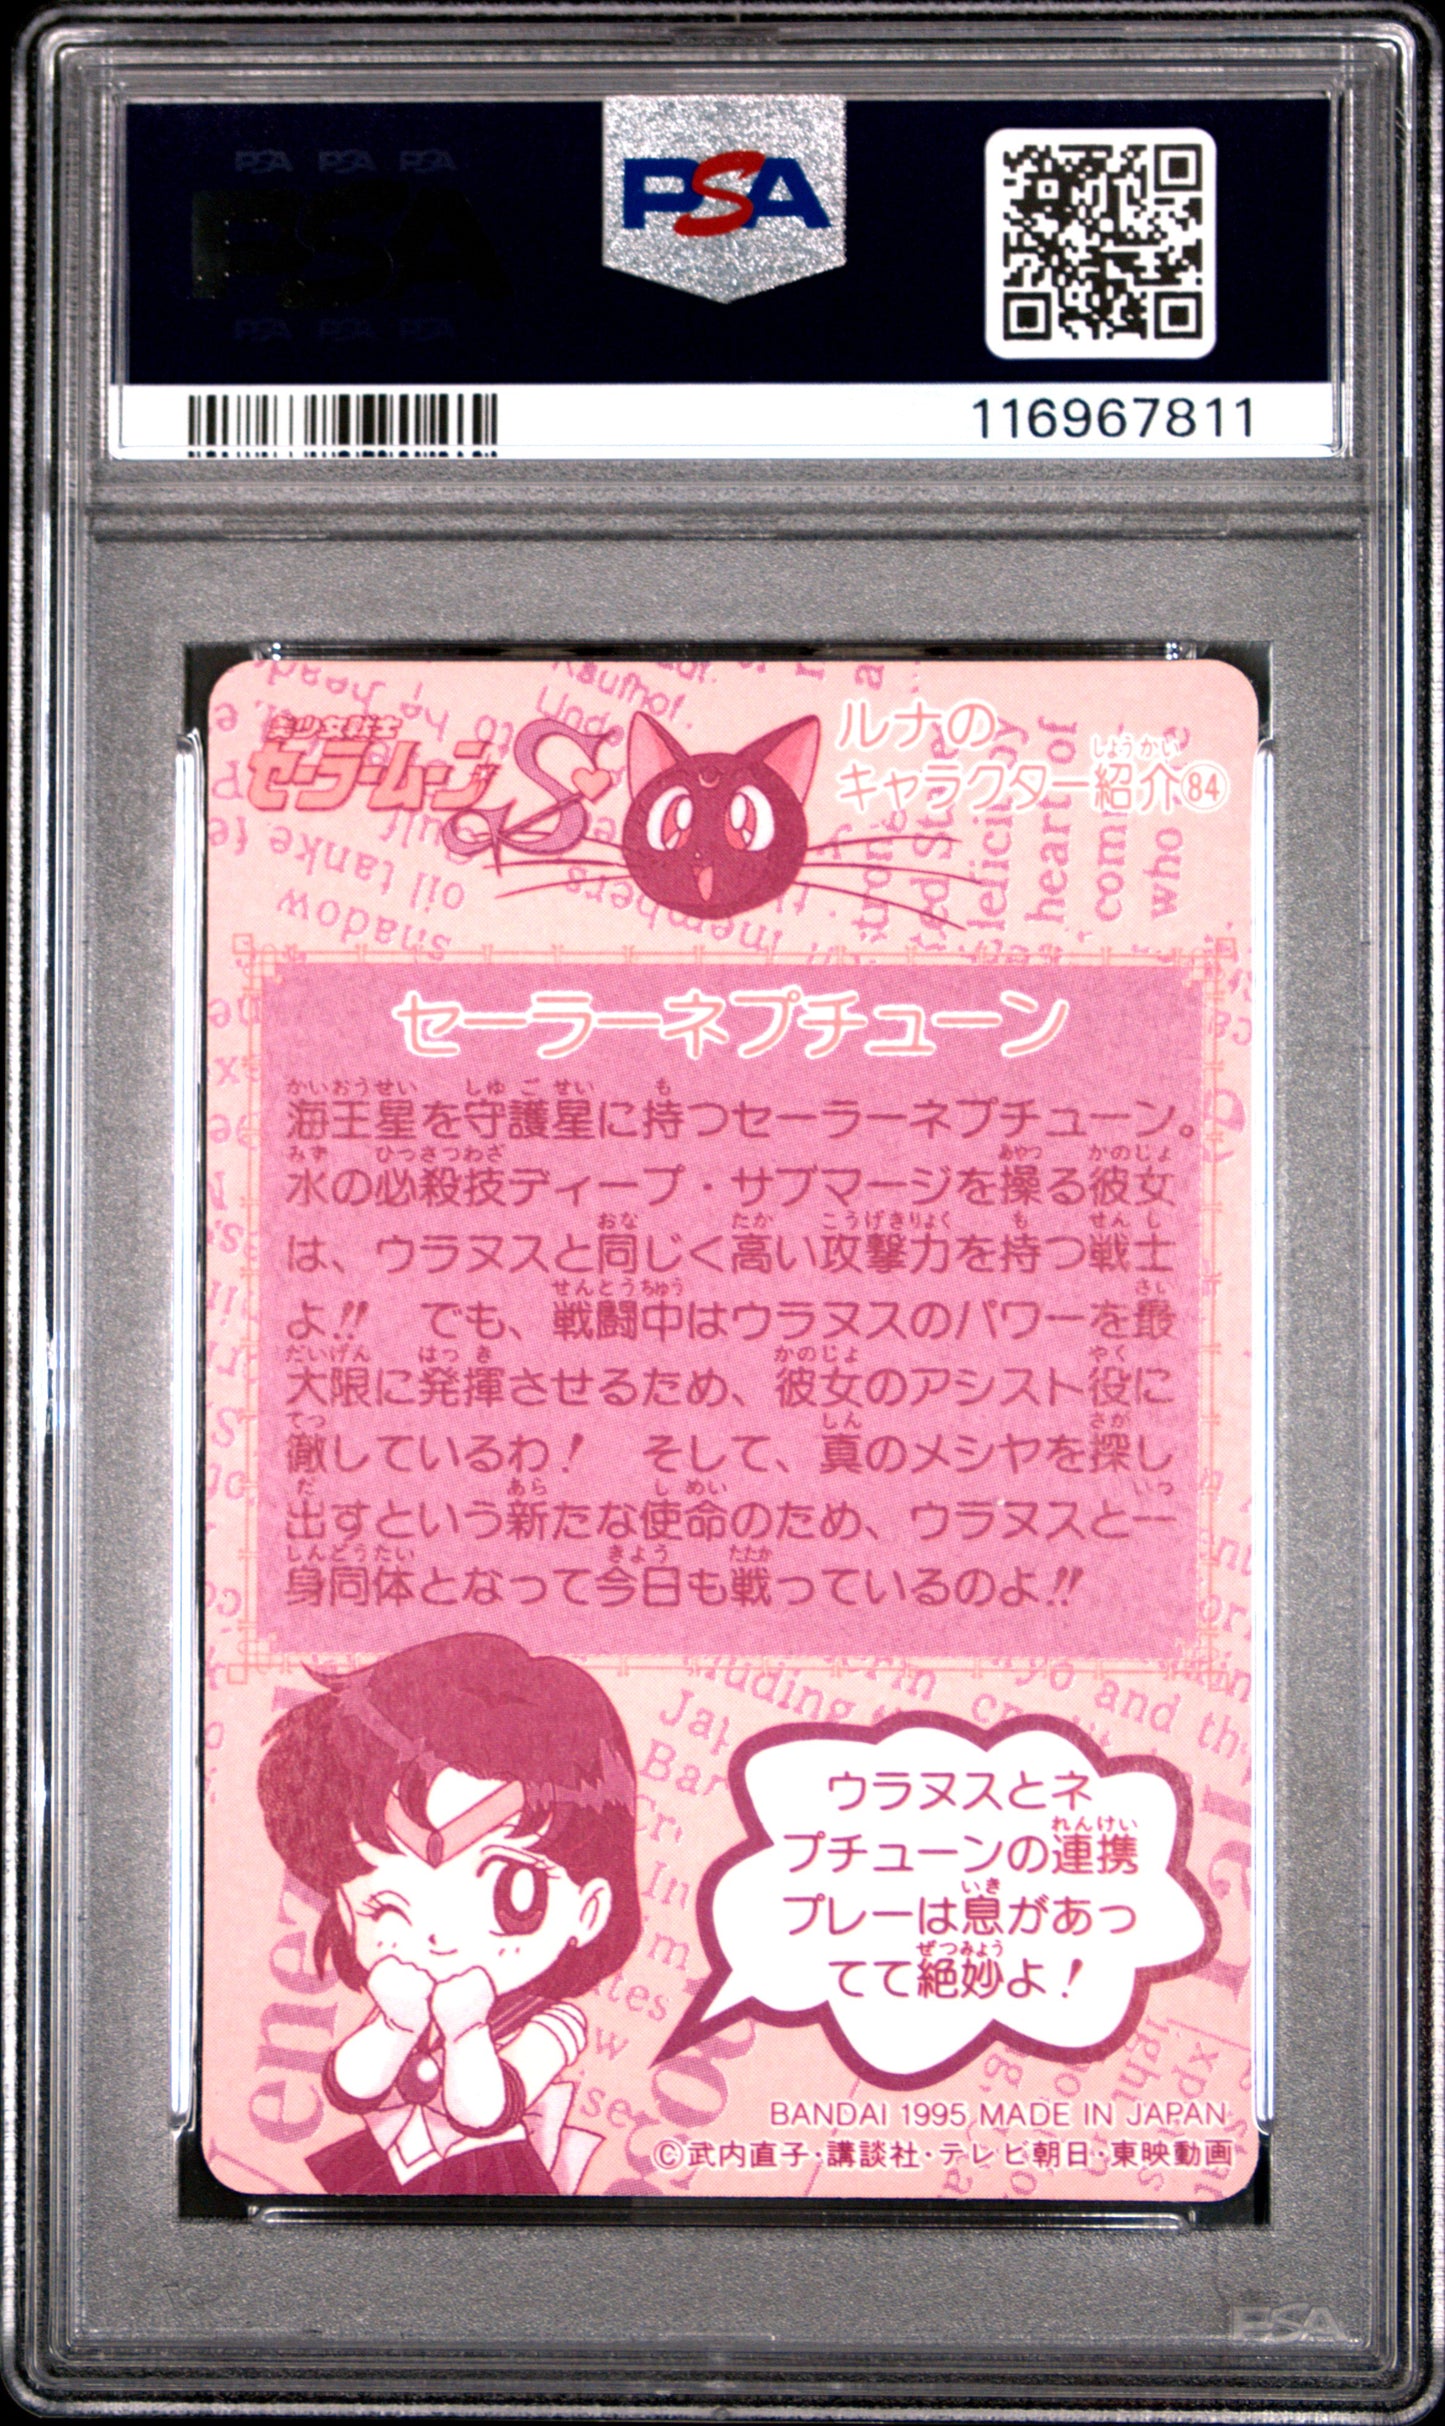 PSA PSA PSA
PSA
PSA PSA PSA
PSA
116967811
美少女戦士
セーラームーンS
ルナの
しょうかい
キャラクター紹介84
セーラーネプチューン
かいおうせい しゅ ご せい も
海王星を守護星に持つセーラーネプチューン。
みず ひっさつわざ あやつ かのじょ
水の必殺技ディープ・サブマージを操る彼女
おな たか こうげきりょく も せん し
は、ウラヌスと同じく高い攻撃力を持つ戦士
せんとうちゅう さい
よ!! でも、戦闘中はウラヌスのパワーを最
だいげん はっ き かのじょ やく
大限に発揮させるため、彼女のアシスト役に
てっ しん さが
徹しているわ! そして、真のメシヤを探し
だ あら し めい いっ
出すという新たな使命のため、ウラヌスと一
しんどうたい きょう たたか
身同体となって今日も戦っているのよ!!
ウラヌスとネ
れんけい
プチューンの連携
いき
プレーは息があっ
ぜつみょう
てて絶妙よ!
BANDAI 1995 MADE IN JAPAN
©武内直子・講談社・テレビ朝日・東映動画
PSA